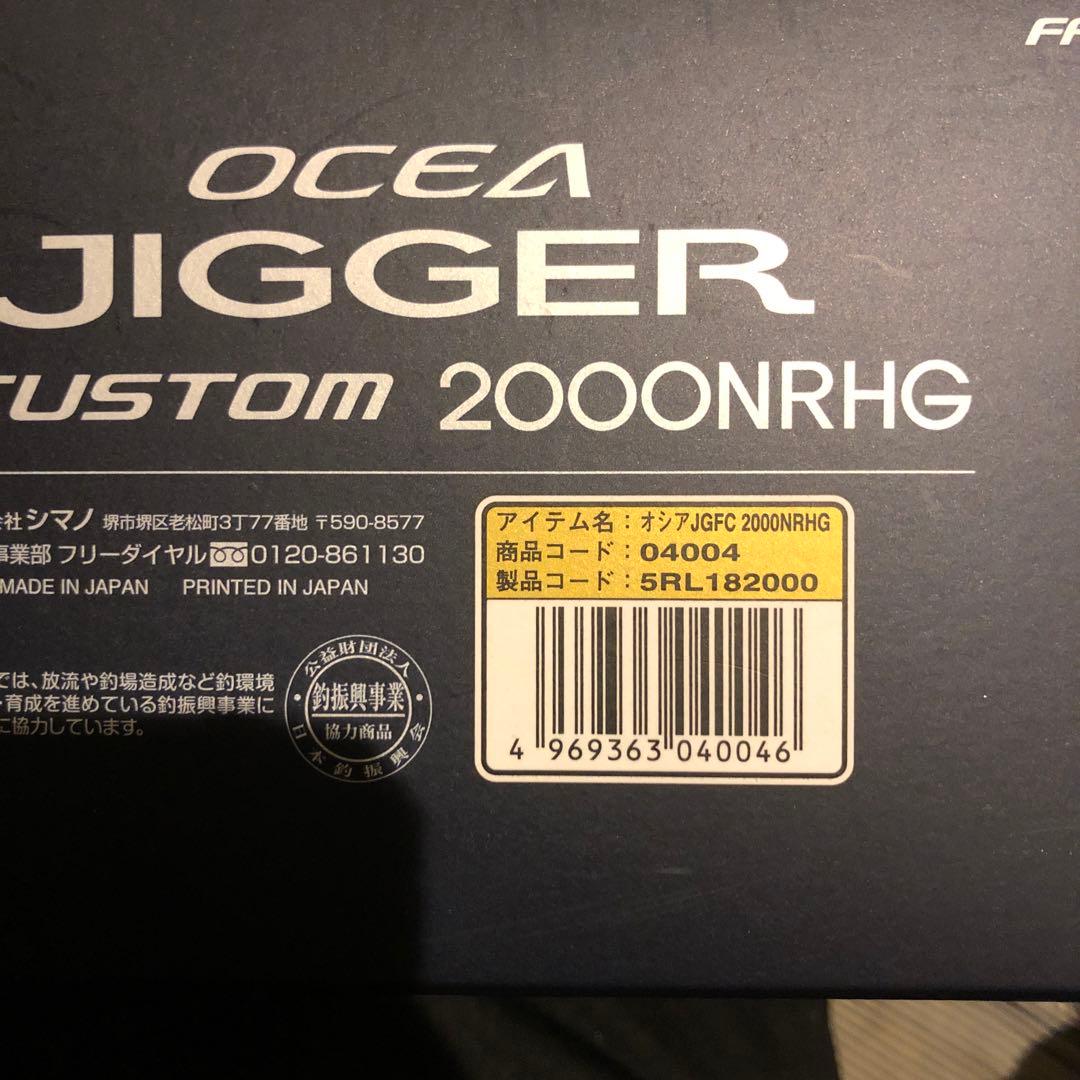 OCEA
JIGGER
CUSTOM 2000NRHG
シマノ 堺市堺区老松町3丁77番地 〒590-8577
事業部 フリーダイヤル 0120-861130
MADE IN JAPAN PRINTED IN JAPAN
では、放流や釣場造成など釣環境
・育成を進めている釣振興事業に
に協力しています。
公益財団法人
釣振興事業
協力商品
日本釣振興会
アイテム名：オシアJGFC 2000NRHG
商品コード：04004
製品コード：5RL182000
4 969363 040046